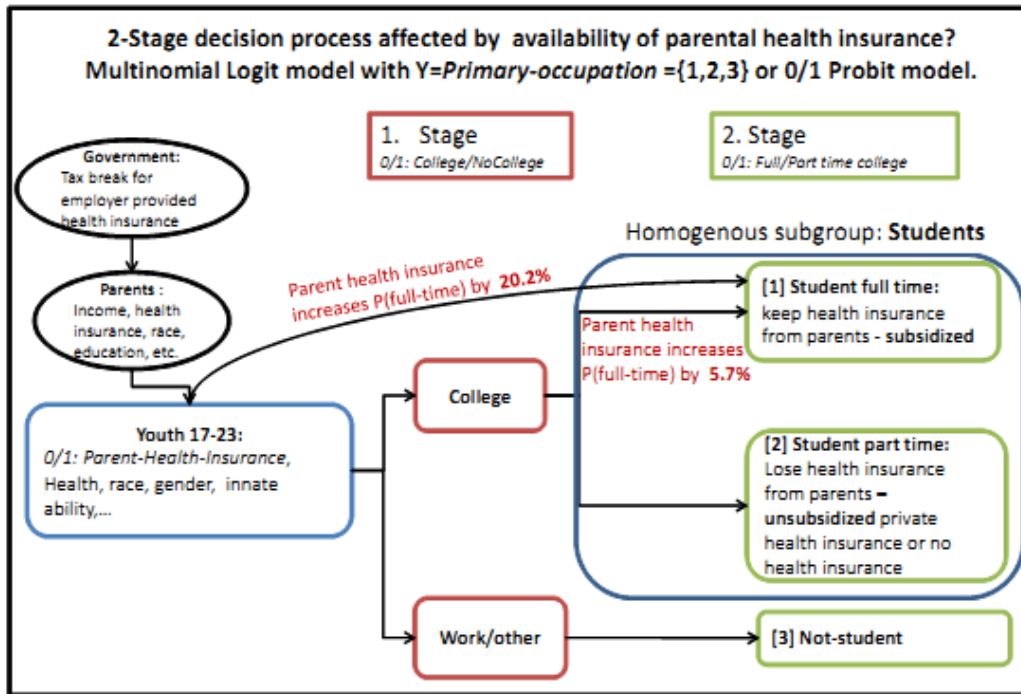 2-Stage decision process affected by availability of parental health insurance?
Multinomial Logit model with Y=Primary-occupation ={1,2,3} or 0/1 Probit model.
1. Stage
0/1: College/NoCollege
2. Stage
0/1: Full/Part time college
Government:
Tax break for
employer provided
health insurance
Homogenous subgroup: Students
Parent health insurance
increases P(full-time) by 20.2%
Parents :
Income, health
insurance, race,
education, etc.
[1] Student full time:
keep health insurance
from parents - subsidized
Parent health
insurance increases
P(full-time) by 5.7%
College
Youth 17-23:
0/1: Parent-Health-Insurance,
Health, race, gender, innate
ability,...
[2] Student part time:
Lose health insurance
from parents –
unsubsidized private
health insurance or no
health insurance
Work/other
[3] Not-student